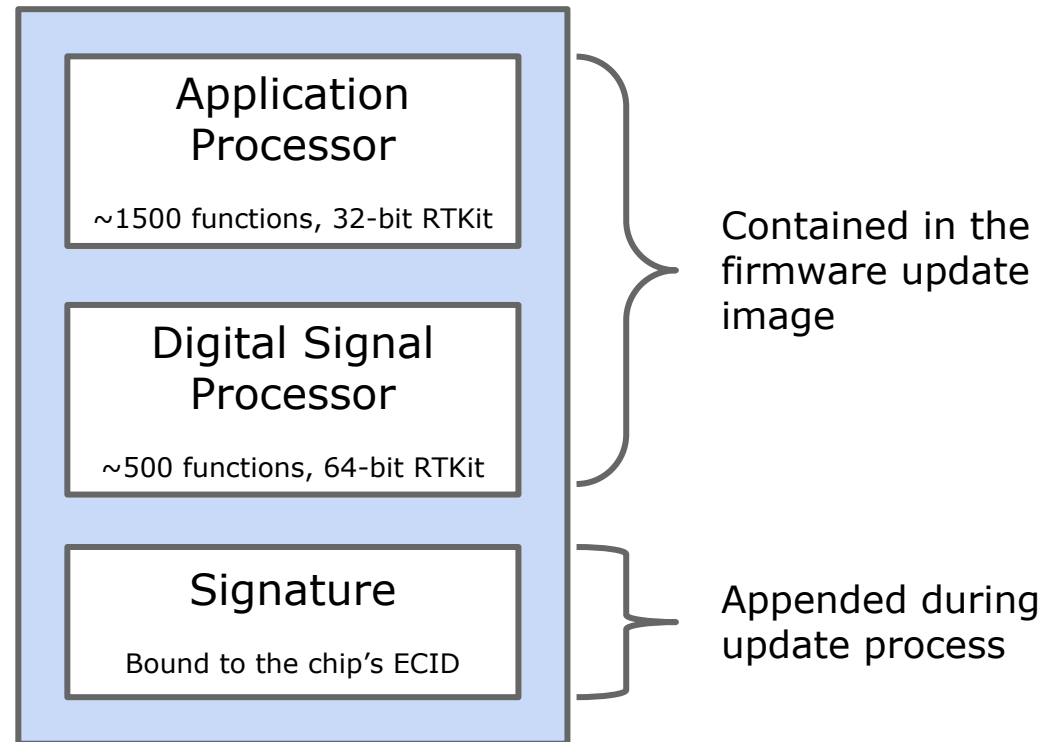 Application
Processor
~1500 functions, 32-bit RTKit
Contained in the
firmware update
image
Digital Signal
Processor
~500 functions, 64-bit RTKit
Signature
Bound to the chip’s ECID
Appended during
update process